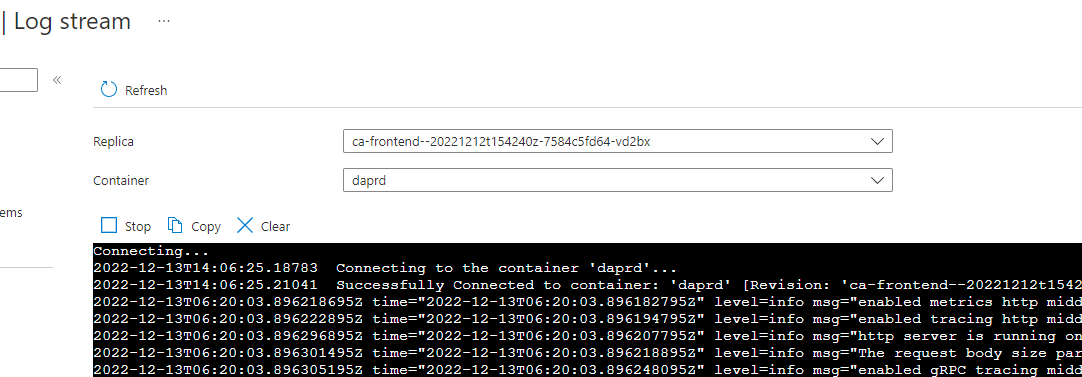 | Log stream ...
«
Refresh
Replica
ca-frontend--20221212t154240z-7584c5fd64-vd2bx
Container
daprd
ems
Stop Copy Clear
Connecting...
2022-12-13T14:06:25.18783 Connecting to the container 'daprd'...
2022-12-13T14:06:25.21041 Successfully Connected to container: 'daprd' [Revision: 'ca-frontend--20221212t1542
2022-12-13T06:20:03.896218695Z time="2022-12-13T06:20:03.896182795Z" level=info msg="enabled metrics http midd
2022-12-13T06:20:03.896222895Z time="2022-12-13T06:20:03.896194795Z" level=info msg="enabled tracing http midd
2022-12-13T06:20:03.896296895Z time="2022-12-13T06:20:03.896207795Z" level=info msg="http server is running on
2022-12-13T06:20:03.896301495Z time="2022-12-13T06:20:03.896218895Z" level=info msg="The request body size par
2022-12-13T06:20:03.896305195Z time="2022-12-13T06:20:03.896248095Z" level=info msg="enabled gRPC tracing midd